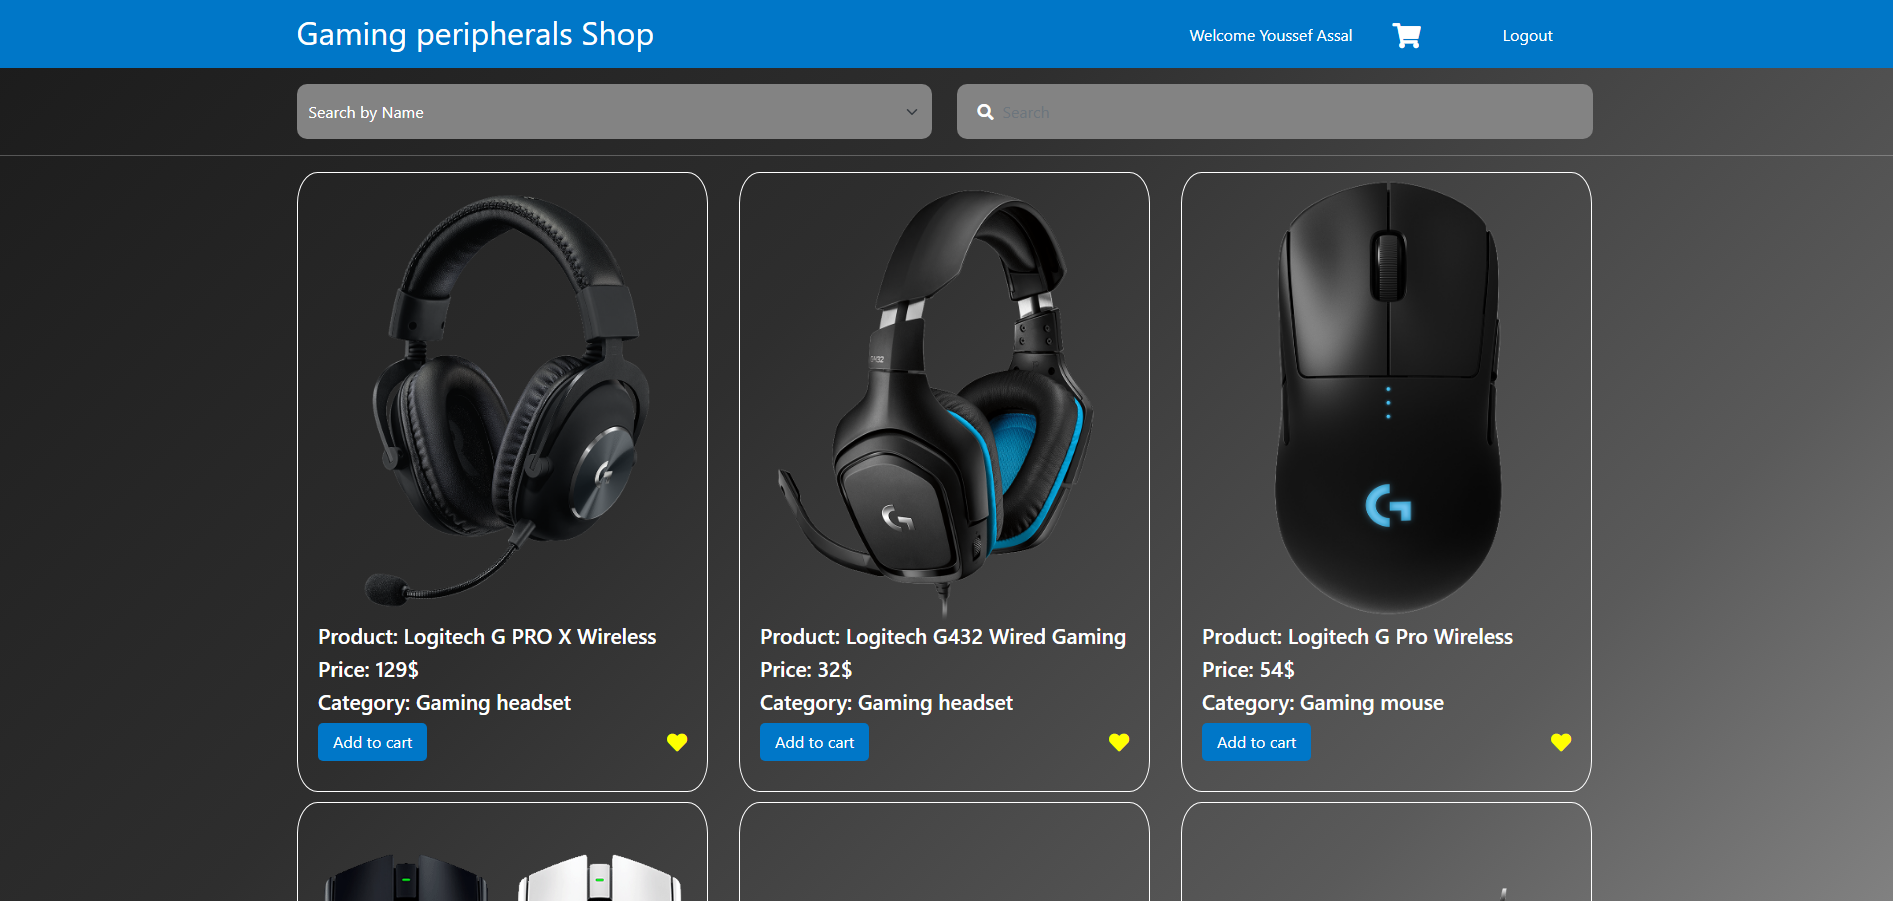 Gaming peripherals Shop
Welcome Youssef Assal
Logout
Search by Name
Search
G432
Product: Logitech G PRO X Wireless
Price: 129$
Category: Gaming headset
Add to cart
Product: Logitech G432 Wired Gaming
Price: 32$
Category: Gaming headset
Add to cart
Product: Logitech G Pro Wireless
Price: 54$
Category: Gaming mouse
Add to cart